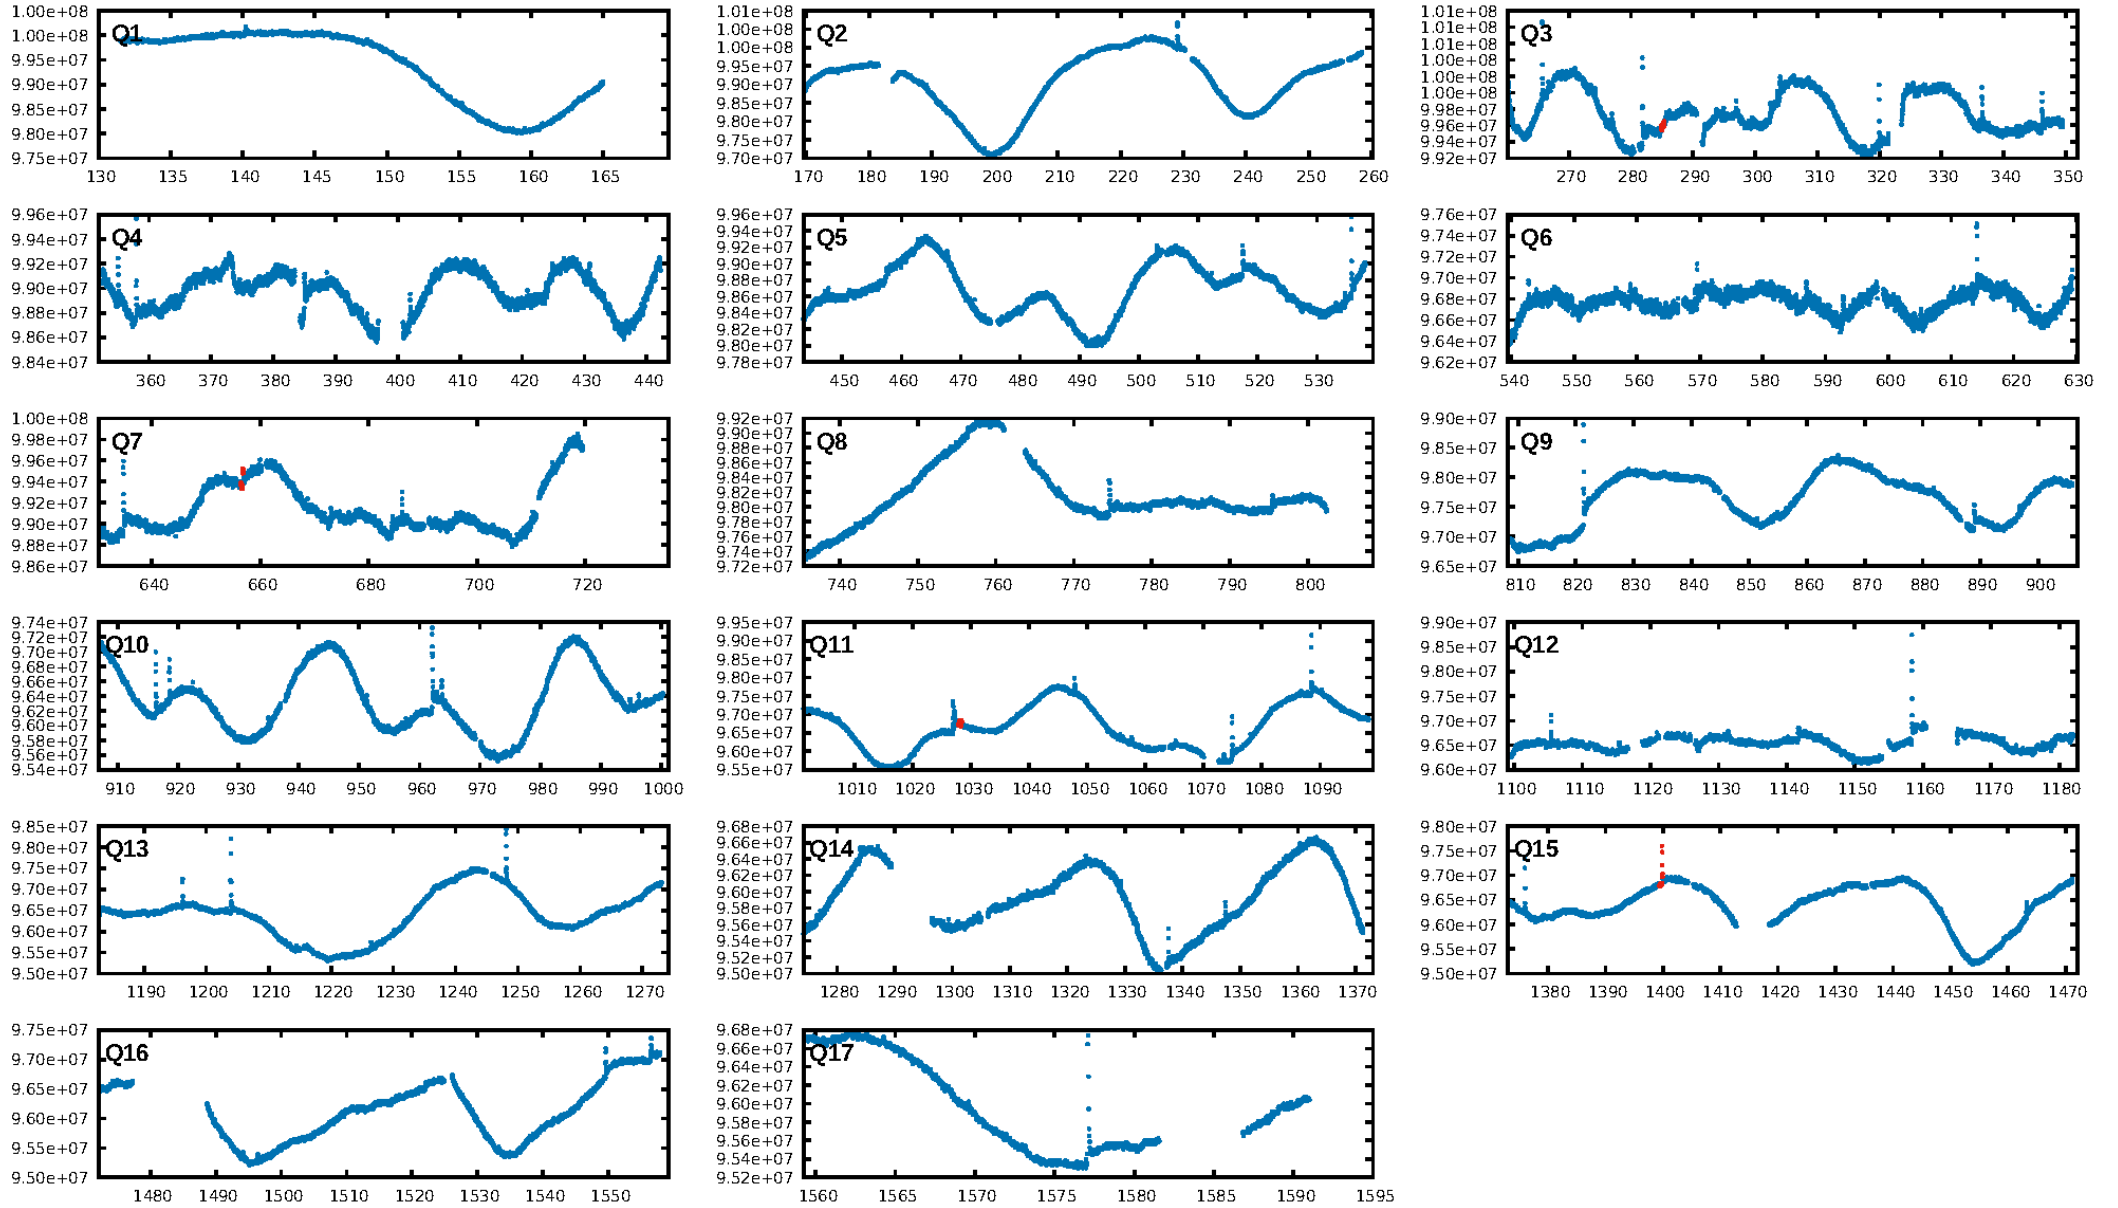 1.00e+08
1.00e+08
9.95e+07
9.90e+07
9.85e+07
9.80e+07
9.75e+07
Q1
130 135 140 145 150 155 160 165
1.01e+08
1.00e+08
1.00e+08
9.95e+07
9.90e+07
9.85e+07
9.80e+07
9.75e+07
9.70e+07
Q2
170 180 190 200 210 220 230 240 250 260
1.01e+08
1.01e+08
1.01e+08
1.00e+08
1.00e+08
1.00e+08
9.98e+07
9.96e+07
9.94e+07
9.92e+07
Q3
270 280 290 300 310 320 330 340 350
9.96e+07
9.94e+07
9.92e+07
9.90e+07
9.88e+07
9.86e+07
9.84e+07
Q4
360 370 380 390 400 410 420 430 440
9.96e+07
9.94e+07
9.92e+07
9.90e+07
9.88e+07
9.86e+07
9.84e+07
9.82e+07
9.80e+07
9.78e+07
Q5
450 460 470 480 490 500 510 520 530
9.76e+07
9.74e+07
9.72e+07
9.70e+07
9.68e+07
9.66e+07
9.64e+07
9.62e+07
Q6
540 550 560 570 580 590 600 610 620 630
1.00e+08
9.98e+07
9.96e+07
9.94e+07
9.92e+07
9.90e+07
9.88e+07
9.86e+07
Q7
640 660 680 700 720
9.92e+07
9.90e+07
9.88e+07
9.86e+07
9.84e+07
9.82e+07
9.80e+07
9.78e+07
9.76e+07
9.74e+07
9.72e+07
Q8
740 750 760 770 780 790 800
9.90e+07
9.85e+07
9.80e+07
9.75e+07
9.70e+07
9.65e+07
Q9
810 820 830 840 850 860 870 880 890 900
9.74e+07
9.72e+07
9.70e+07
9.68e+07
9.66e+07
9.64e+07
9.62e+07
9.60e+07
9.58e+07
9.56e+07
9.54e+07
Q10
910 920 930 940 950 960 970 980 990 1000
9.95e+07
9.90e+07
9.85e+07
9.80e+07
9.75e+07
9.70e+07
9.65e+07
9.60e+07
9.55e+07
Q11
1010 1020 1030 1040 1050 1060 1070 1080 1090
9.90e+07
9.85e+07
9.80e+07
9.75e+07
9.70e+07
9.65e+07
9.60e+07
Q12
1100 1110 1120 1130 1140 1150 1160 1170 1180
9.85e+07
9.80e+07
9.75e+07
9.70e+07
9.65e+07
9.60e+07
9.55e+07
9.50e+07
Q13
1190 1200 1210 1220 1230 1240 1250 1260 1270
9.68e+07
9.66e+07
9.64e+07
9.62e+07
9.60e+07
9.58e+07
9.56e+07
9.54e+07
9.52e+07
9.50e+07
Q14
1280 1290 1300 1310 1320 1330 1340 1350 1360 1370
9.80e+07
9.75e+07
9.70e+07
9.65e+07
9.60e+07
9.55e+07
9.50e+07
Q15
1380 1390 1400 1410 1420 1430 1440 1450 1460 1470
9.75e+07
9.70e+07
9.65e+07
9.60e+07
9.55e+07
9.50e+07
Q16
1480 1490 1500 1510 1520 1530 1540 1550
9.68e+07
9.66e+07
9.64e+07
9.62e+07
9.60e+07
9.58e+07
9.56e+07
9.54e+07
9.52e+07
Q17
1560 1565 1570 1575 1580 1585 1590 1595